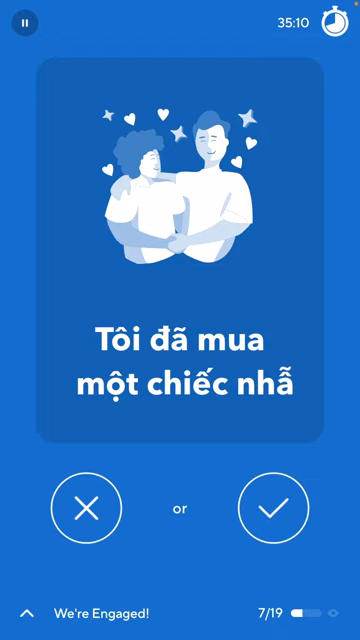 35:10
Tôi đã mua
một chiếc nhẫ
or
We're Engaged!
7/19